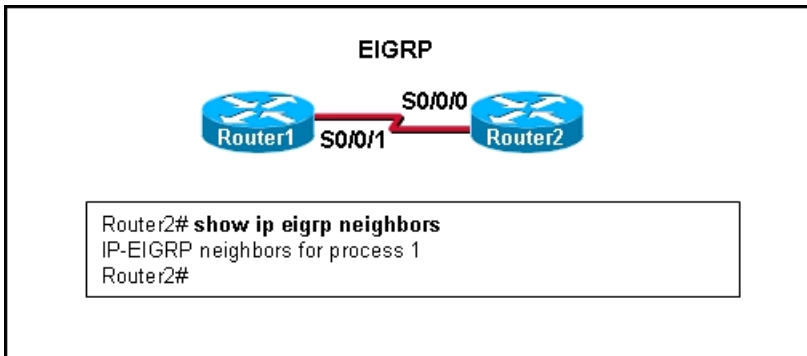 EIGRP
S0/0/0
Router1
S0/0/1
Router2
Router2# show ip eigrp neighbors
IP-EIGRP neighbors for process 1
Router2#